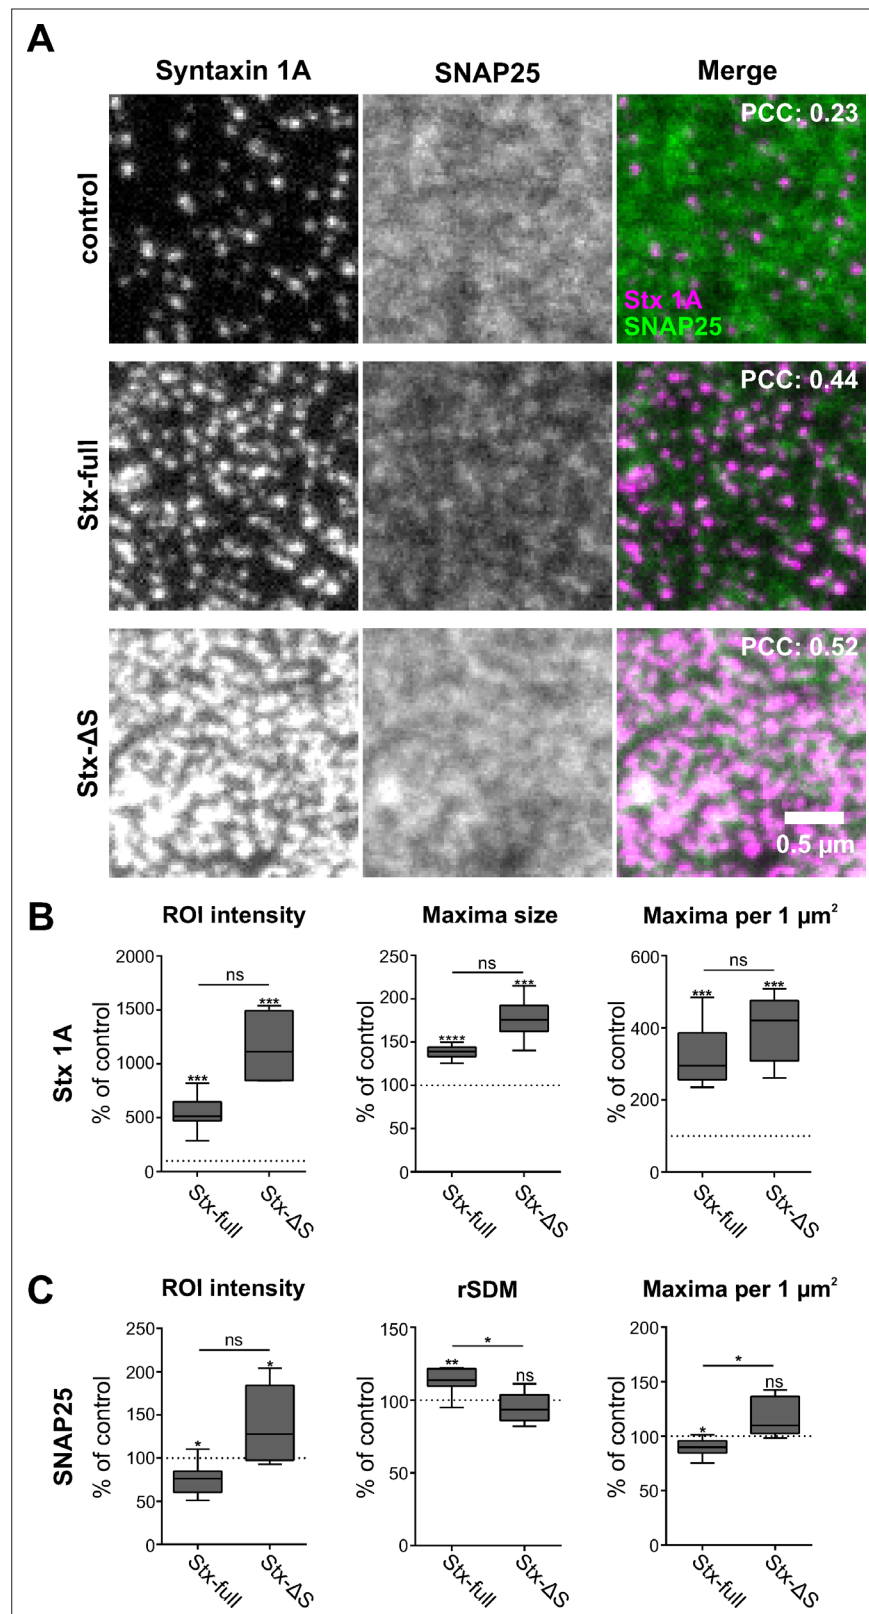 A
Syntaxin 1A SNAP25 Merge
control
PCC: 0.23
Stx 1A
SNAP25
Stx-full
PCC: 0.44
Stx-ΔS
PCC: 0.52
0.5 µm
B
Stx 1A
ROI intensity
% of control
2000
1500
1000
500
0
ns
***
***
Stx-full
Stx-ΔS
Maxima size
% of control
250
200
150
100
50
0
ns
****
***
Stx-full
Stx-ΔS
Maxima per 1 µm²
% of control
600
400
200
0
ns
***
***
Stx-full
Stx-ΔS
C
SNAP25
ROI intensity
% of control
250
200
150
100
50
0
ns
*
*
Stx-full
Stx-ΔS
rSDM
% of control
150
100
50
0
*
**
ns
Stx-full
Stx-ΔS
Maxima per 1 µm²
% of control
200
150
100
50
0
*
*
ns
Stx-full
Stx-ΔS